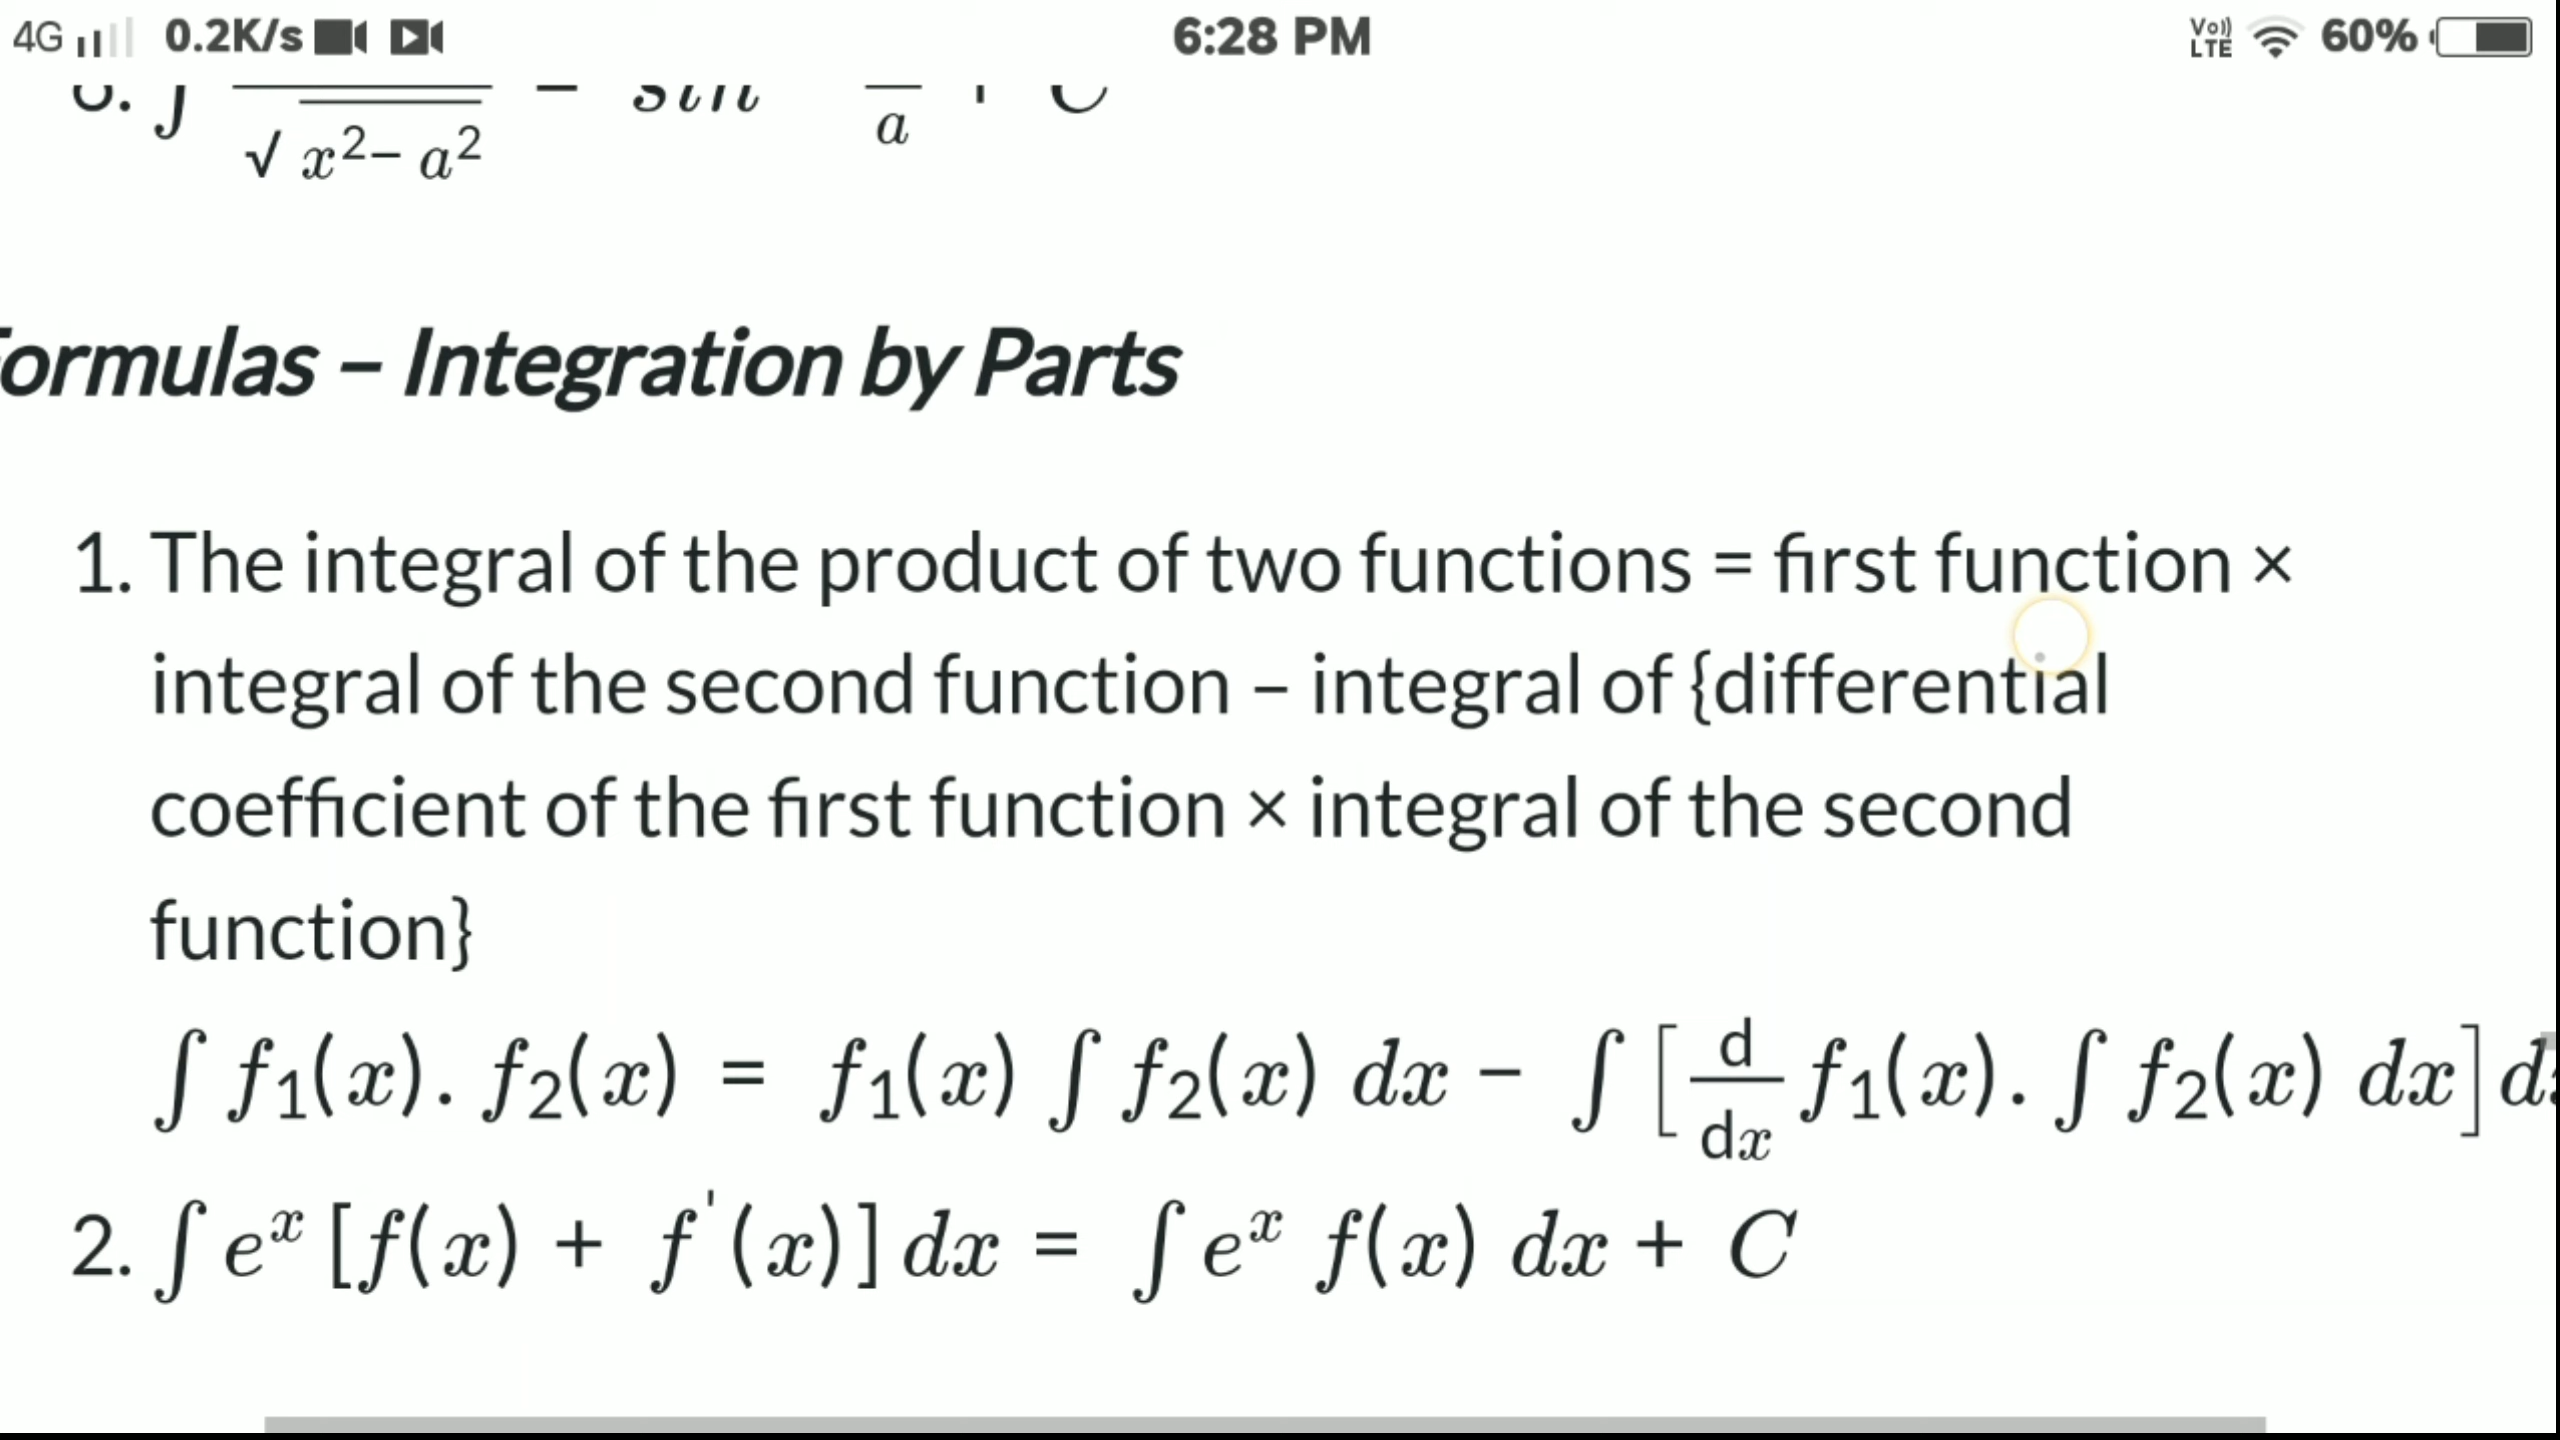 4G 0.2K/s 6:28 PM Vo)) LTE 60%
√x²− a² a
ormulas – Integration by Parts
1. The integral of the product of two functions = first function ×
integral of the second function – integral of {differential
coefficient of the first function × integral of the second
function}
∫ f₁(x). f₂(x) = f₁(x) ∫ f₂(x) dx − ∫ [d/dx f₁(x). ∫ f₂(x) dx] d
2. ∫ eˣ [f(x) + f'(x)] dx = ∫ eˣ f(x) dx + C